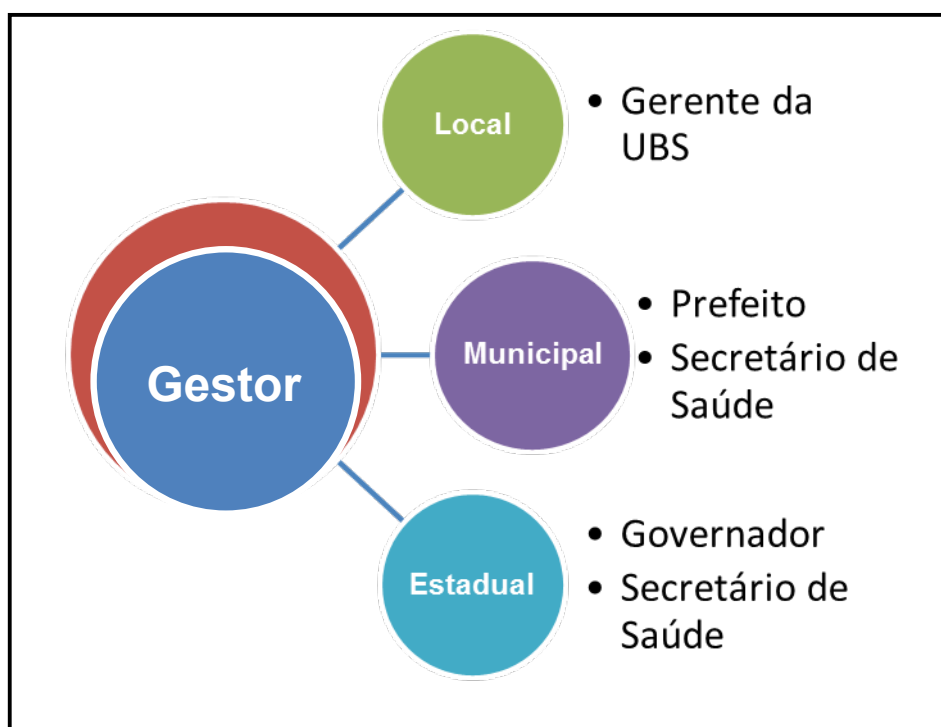 Local
• Gerente da
UBS
Gestor
Municipal
• Prefeito
• Secretário de
Saúde
Estadual
• Governador
• Secretário de
Saúde